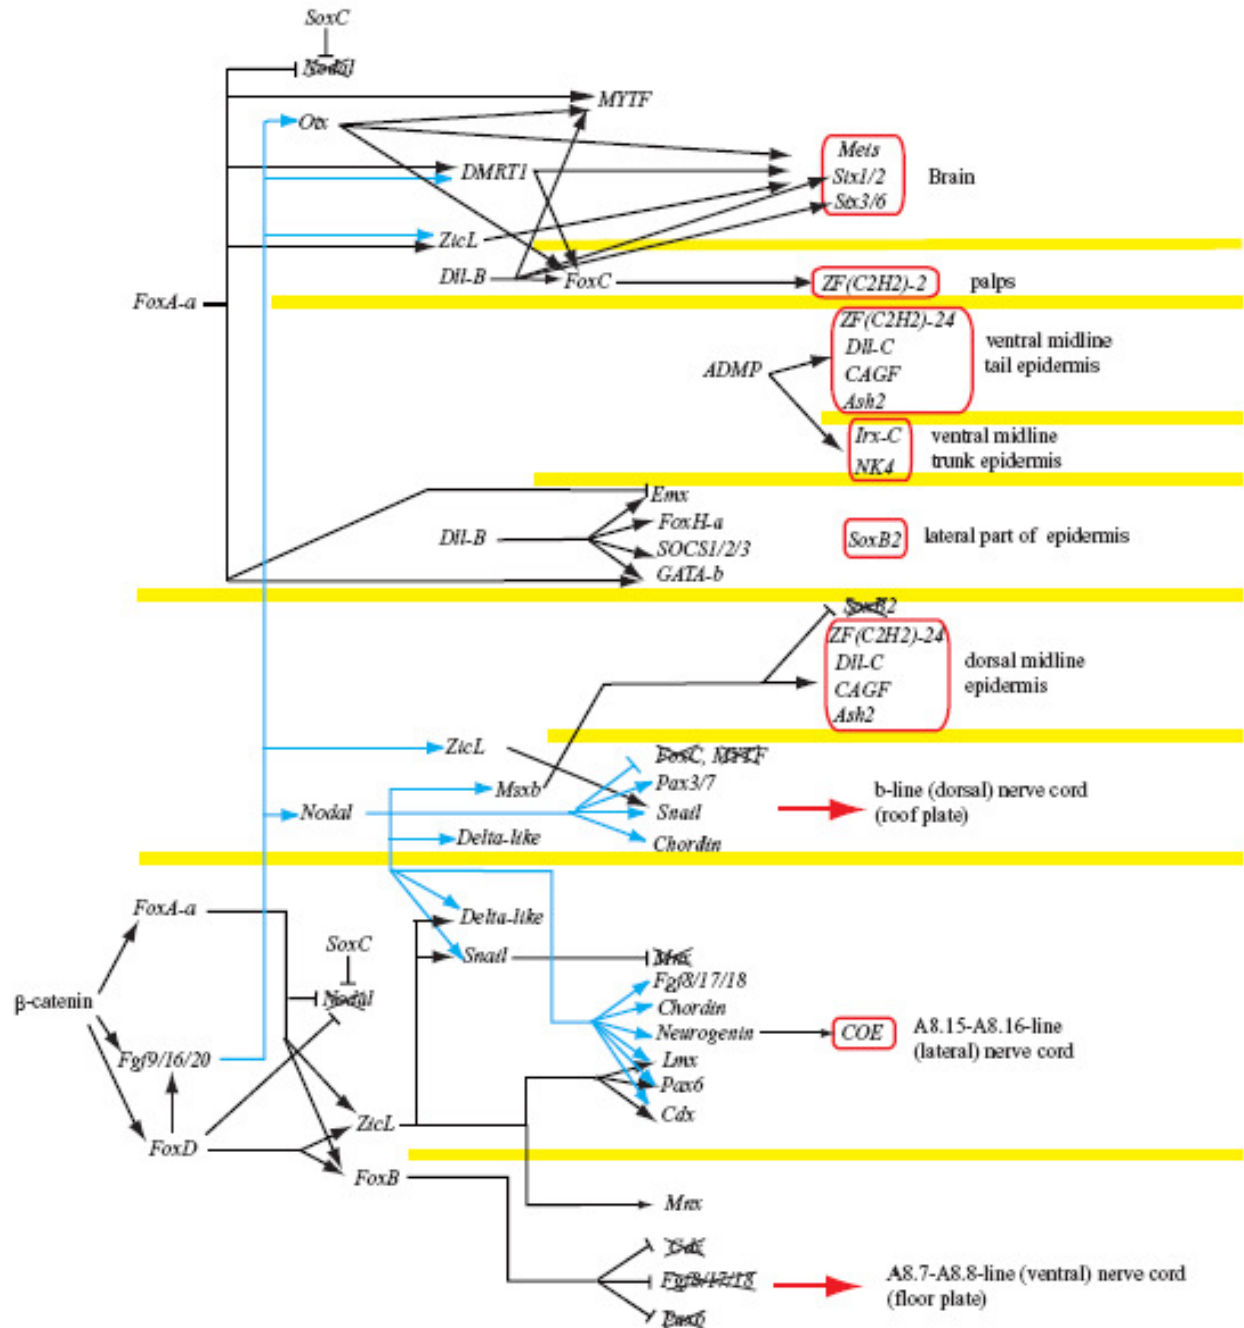 SoxC
Nodal
MYTF
Otx
Meis
DMRT1
Six1/2
Brain
Six3/6
ZicL
Dll-B
FoxC
ZF(C2H2)-2
palps
FoxA-a
ZF(C2H2)-24
ventral midline
Dll-C
tail epidermis
ADMP
CAGF
Ash2
Irx-C
ventral midline
NK4
trunk epidermis
Emx
FoxH-a
Dll-B
SoxB2
lateral part of epidermis
SOCS1/2/3
GATA-b
SoxB2
ZF(C2H2)-24
Dll-C
dorsal midline
CAGF
epidermis
Ash2
ZicL
FoxC, MYTF
Msxb
Pax3/7
b-line (dorsal) nerve cord
Nodal
Snail
(roof plate)
Delta-like
Chordin
FoxA-a
Delta-like
SoxC
Snail
Mnx
Fgf8/17/18
β-catenin
Nodal
Chordin
Neurogenin
COE
A8.15-A8.16-line
(lateral) nerve cord
Fgf9/16/20
Lmx
Pax6
ZicL
Cdx
FoxD
FoxB
Mnx
Cdx
Fgf8/17/18
A8.7-A8.8-line (ventral) nerve cord
(floor plate)
Pax6